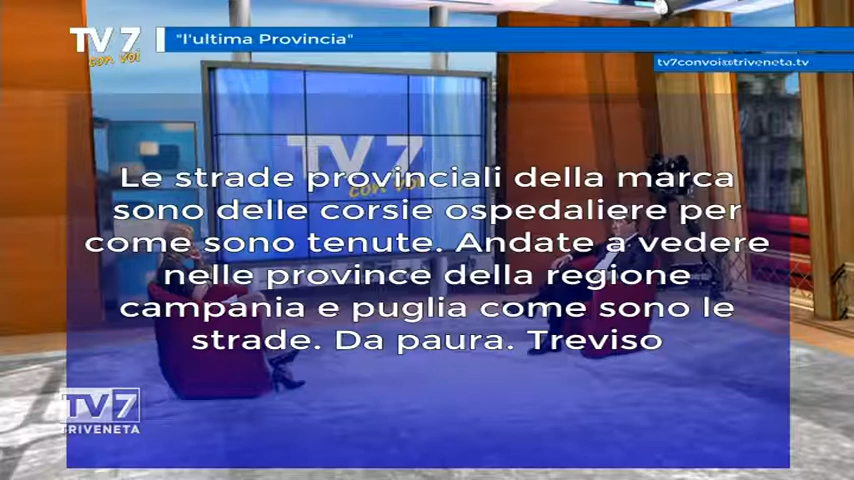 TV7
con voi
"l'ultima Provincia"
tv7convoi@triveneta.tv
TV 7
con voi
Le strade provinciali della marca
sono delle corsie ospedaliere per
come sono tenute. Andate a vedere
nelle province della regione
campania e puglia come sono le
strade. Da paura. Treviso
TV7
TRIVENETA